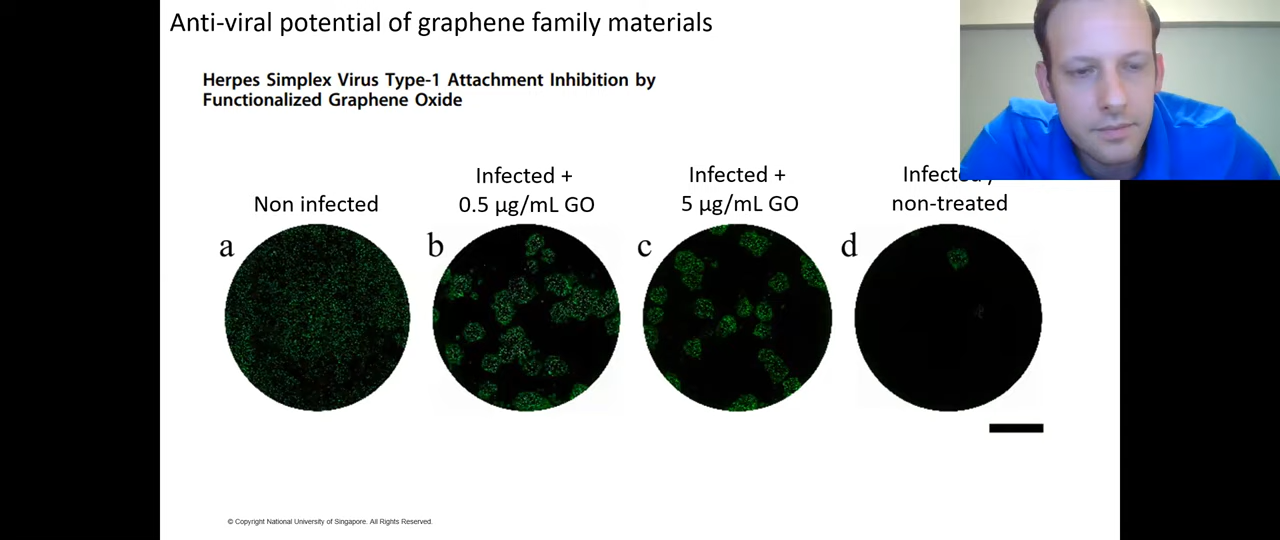 Anti-viral potential of graphene family materials
Herpes Simplex Virus Type-1 Attachment Inhibition by
Functionalized Graphene Oxide
Non infected
Infected +
0.5 µg/mL GO
Infected +
5 µg/mL GO
Infected /
non-treated
a
b
c
d
© Copyright National University of Singapore. All Rights Reserved.